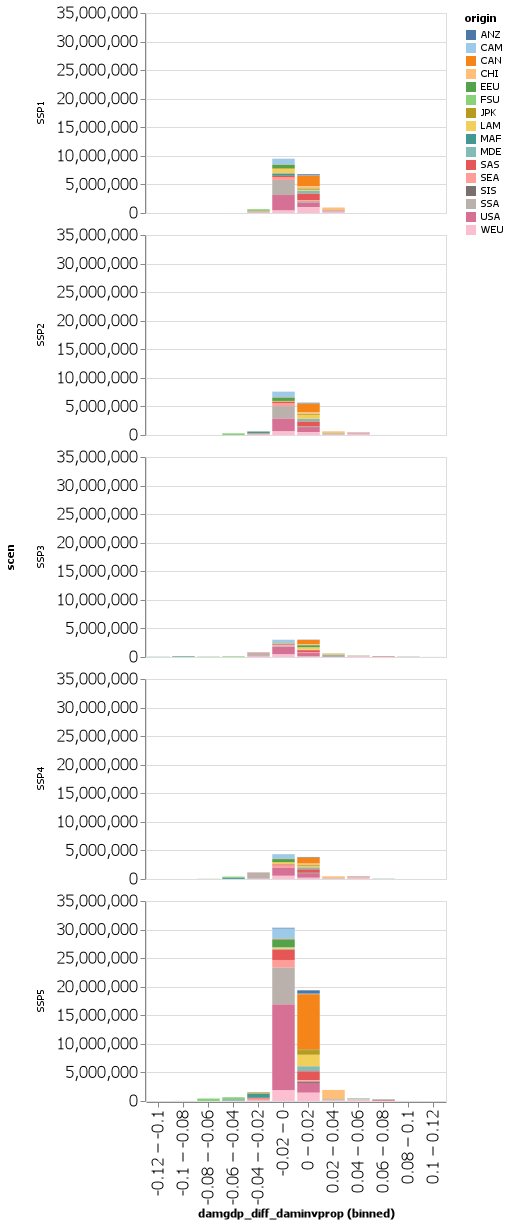 origin
ANZ
CAM
CAN
CHI
EEU
FSU
JPK
LAM
MAF
MDE
SAS
SEA
SIS
SSA
USA
WEU
scen
SSP1
35,000,000
30,000,000
25,000,000
20,000,000
15,000,000
10,000,000
5,000,000
0
SSP2
35,000,000
30,000,000
25,000,000
20,000,000
15,000,000
10,000,000
5,000,000
0
SSP3
35,000,000
30,000,000
25,000,000
20,000,000
15,000,000
10,000,000
5,000,000
0
SSP4
35,000,000
30,000,000
25,000,000
20,000,000
15,000,000
10,000,000
5,000,000
0
SSP5
35,000,000
30,000,000
25,000,000
20,000,000
15,000,000
10,000,000
5,000,000
0
-0.12 – -0.1
-0.1 – -0.08
-0.08 – -0.06
-0.06 – -0.04
-0.04 – -0.02
-0.02 – 0
0 – 0.02
0.02 – 0.04
0.04 – 0.06
0.06 – 0.08
0.08 – 0.1
0.1 – 0.12
damgdp_diff_daminvprop (binned)